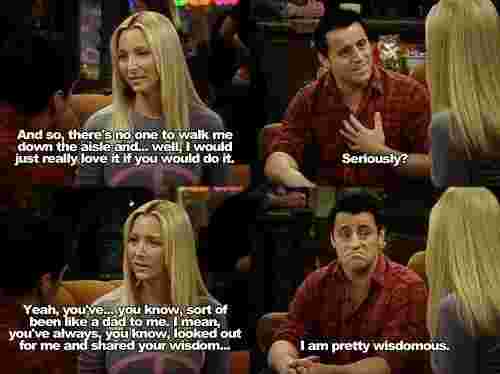 And so, there's no one to walk me
down the aisle and... well, I would
just really love it if you would do it.
Seriously?
Yeah, you've... you know, sort of
been like a dad to me. I mean,
you've always, you know, looked out
for me and shared your wisdom...
I am pretty wisdomous.